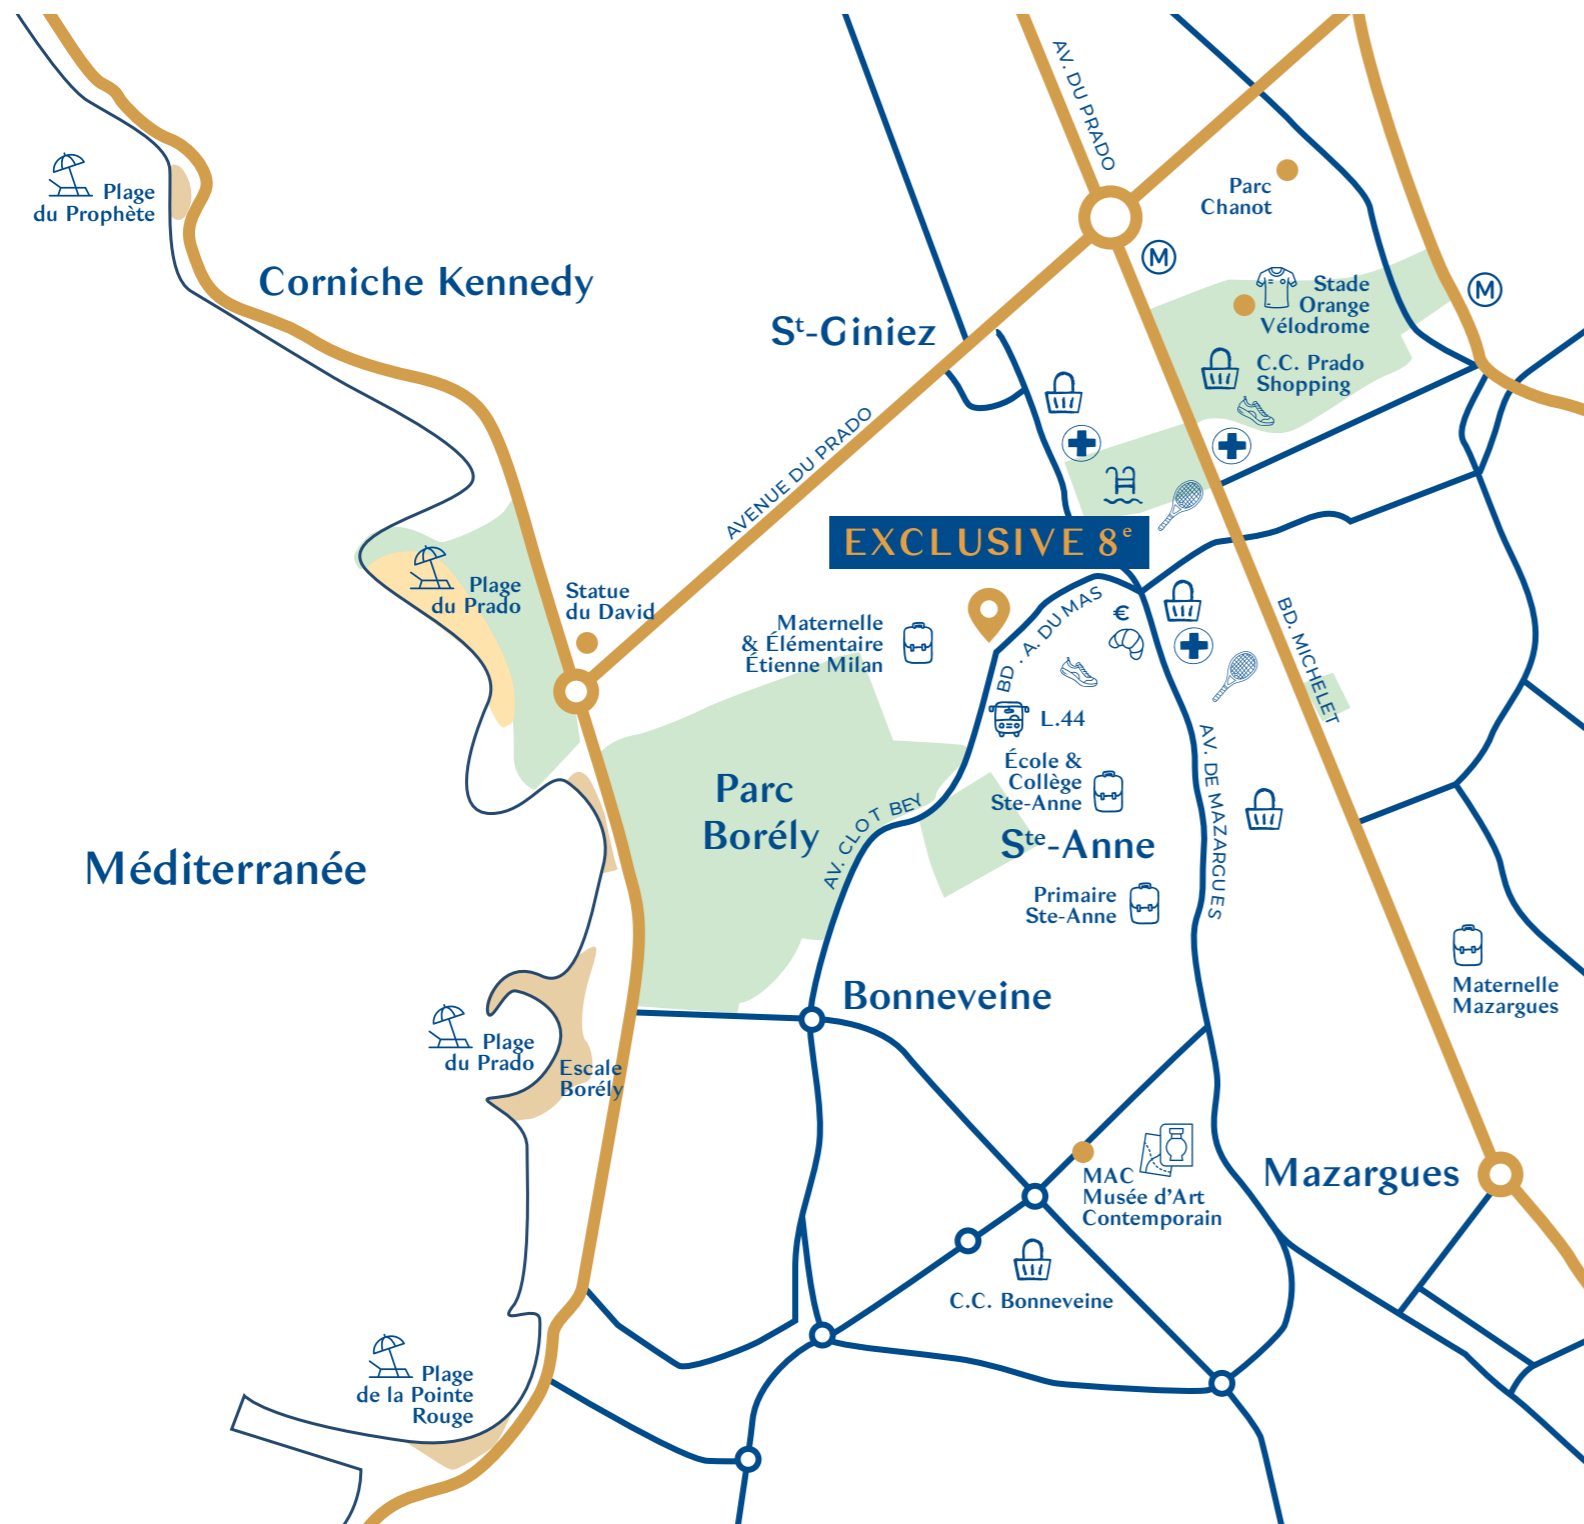 AV. DU PRADO
Plage
du Prophète
Parc
Chanot
M
Corniche Kennedy
M
Stade
Orange
Vélodrome
St-Giniez
C.C. Prado
Shopping
AVENUE DU PRADO
EXCLUSIVE 8e
Plage
du Prado
Statue
du David
Maternelle
& Élémentaire
Étienne Milan
BD. A. DUMAS
€
BD. MICHELET
L.44
École &
Collège
Ste-Anne
Parc
Borély
AV. CLOT BEY
AV. DE MAZARGUES
Ste-Anne
Méditerranée
Primaire
Ste-Anne
Bonneveine
Maternelle
Mazargues
Plage
du Prado
Escale
Borély
MAC
Musée d'Art
Contemporain
Mazargues
C.C. Bonneveine
Plage
de la Pointe
Rouge